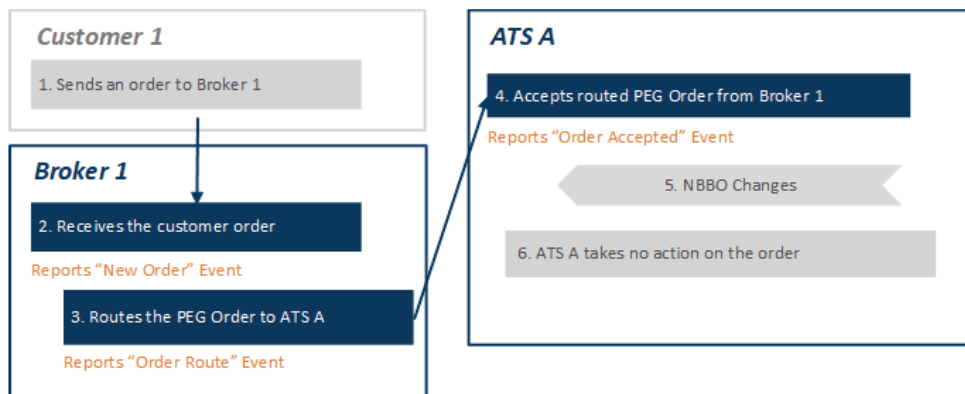 Customer 1
1. Sends an order to Broker 1
Broker 1
2. Receives the customer order
Reports “New Order” Event
3. Routes the PEG Order to ATS A
Reports “Order Route” Event
ATS A
4. Accepts routed PEG Order from Broker 1
Reports “Order Accepted” Event
5. NBBO Changes
6. ATS A takes no action on the order